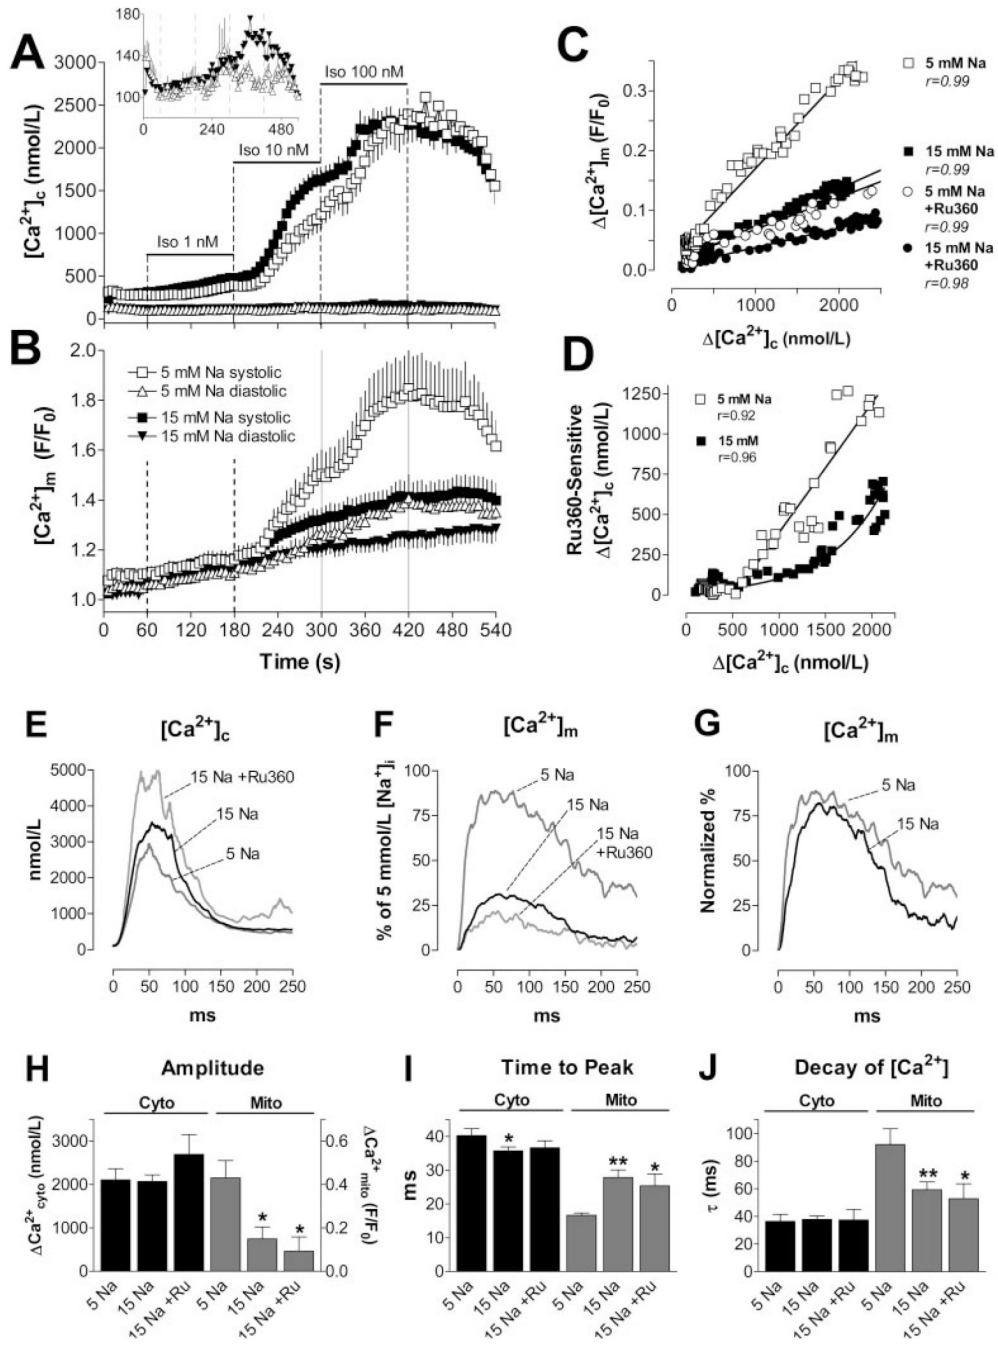 A
180
140
100
0
240
480
3000
2500
2000
1500
1000
500
0
[Ca²⁺]c (nmol/L)
Iso 1 nM
Iso 10 nM
Iso 100 nM
B
2.0
1.8
1.6
1.4
1.2
1.0
[Ca²⁺]m (F/F₀)
5 mM Na systolic
5 mM Na diastolic
15 mM Na systolic
15 mM Na diastolic
0 60 120 180 240 300 360 420 480 540
Time (s)
C
0.3
0.2
0.1
0.0
Δ[Ca²⁺]m (F/F₀)
5 mM Na
r=0.99
15 mM Na
r=0.99
5 mM Na
+Ru360
r=0.99
15 mM Na
+Ru360
r=0.98
0 1000 2000
Δ[Ca²⁺]c (nmol/L)
D
1250
1000
750
500
250
0
Ru360-Sensitive
Δ[Ca²⁺]c (nmol/L)
5 mM Na
r=0.92
15 mM
r=0.96
0 500 1000 1500 2000
Δ[Ca²⁺]c (nmol/L)
E
[Ca²⁺]c
5000
4000
3000
2000
1000
0
nmol/L
15 Na +Ru360
15 Na
5 Na
0 50 100 150 200 250
ms
F
[Ca²⁺]m
100
75
50
25
0
% of 5 mmol/L [Na⁺]i
5 Na
15 Na
15 Na
+Ru360
0 50 100 150 200 250
ms
G
[Ca²⁺]m
100
75
50
25
0
Normalized %
5 Na
15 Na
0 50 100 150 200 250
ms
H
Amplitude
Cyto Mito
3000
2000
1000
0
ΔCa²⁺cyto (nmol/L)
0.6
0.4
0.2
0.0
ΔCa²⁺mito (F/F₀)
* *
5 Na 15 Na 15 Na +Ru 5 Na 15 Na 15 Na +Ru
I
Time to Peak
Cyto Mito
40
30
20
10
0
ms
* ** *
5 Na 15 Na 15 Na +Ru 5 Na 15 Na 15 Na +Ru
J
Decay of [Ca²⁺]
Cyto Mito
100
80
60
40
20
0
τ (ms)
** *
5 Na 15 Na 15 Na +Ru 5 Na 15 Na 15 Na +Ru